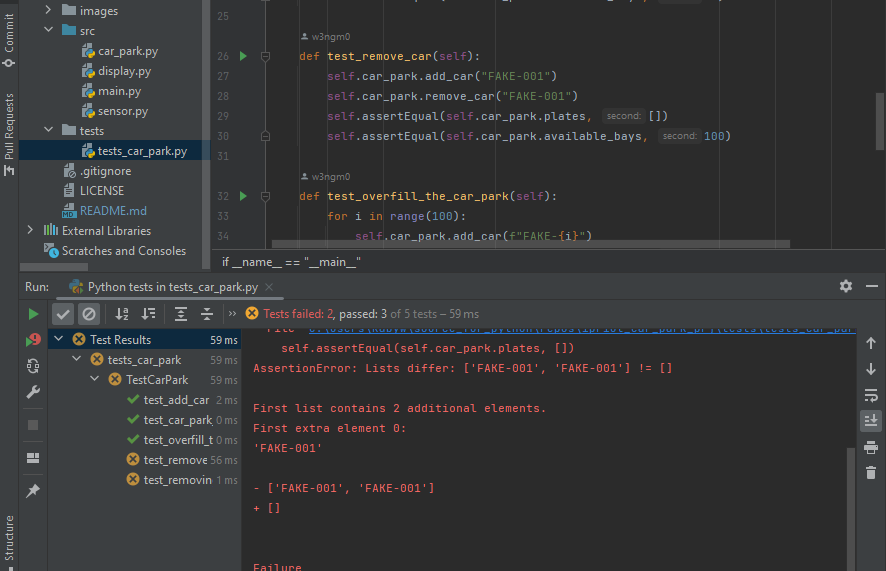 Commit
Pull Requests
Structure
images
src
car_park.py
display.py
main.py
sensor.py
tests
tests_car_park.py
.gitignore
LICENSE
README.md
External Libraries
Scratches and Consoles
25
w3ngm0
26 def test_remove_car(self):
27 self.car_park.add_car("FAKE-001")
28 self.car_park.remove_car("FAKE-001")
29 self.assertEqual(self.car_park.plates, second: [])
30 self.assertEqual(self.car_park.available_bays, second: 100)
31
w3ngm0
32 def test_overfill_the_car_park(self):
33 for i in range(100):
34 self.car_park.add_car(f"FAKE-{i}")
if __name__ == "__main__"
Run: Python tests in tests_car_park.py
Tests failed: 2, passed: 3 of 5 tests – 59 ms
Test Results 59 ms
tests_car_park 59 ms
TestCarPark 59 ms
test_add_car 2 ms
test_car_park_ 0 ms
test_overfill_t 0 ms
test_remove 56 ms
test_removin 1 ms
self.assertEqual(self.car_park.plates, [])
AssertionError: Lists differ: ['FAKE-001', 'FAKE-001'] != []
First list contains 2 additional elements.
First extra element 0:
'FAKE-001'
- ['FAKE-001', 'FAKE-001']
+ []
Failure